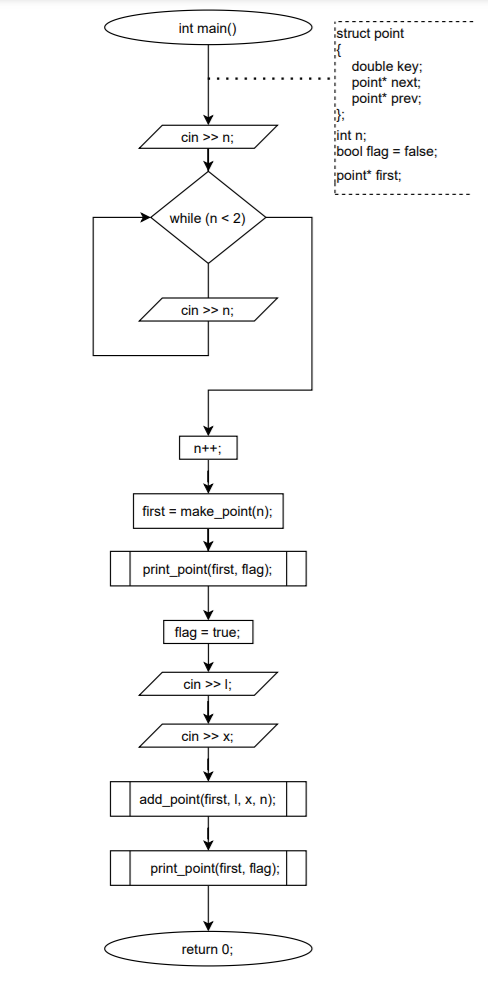 int main()
struct point
{
double key;
point* next;
point* prev;
};
int n;
bool flag = false;
point* first;
cin >> n;
while (n < 2)
cin >> n;
n++;
first = make_point(n);
print_point(first, flag);
flag = true;
cin >> l;
cin >> x;
add_point(first, l, x, n);
print_point(first, flag);
return 0;